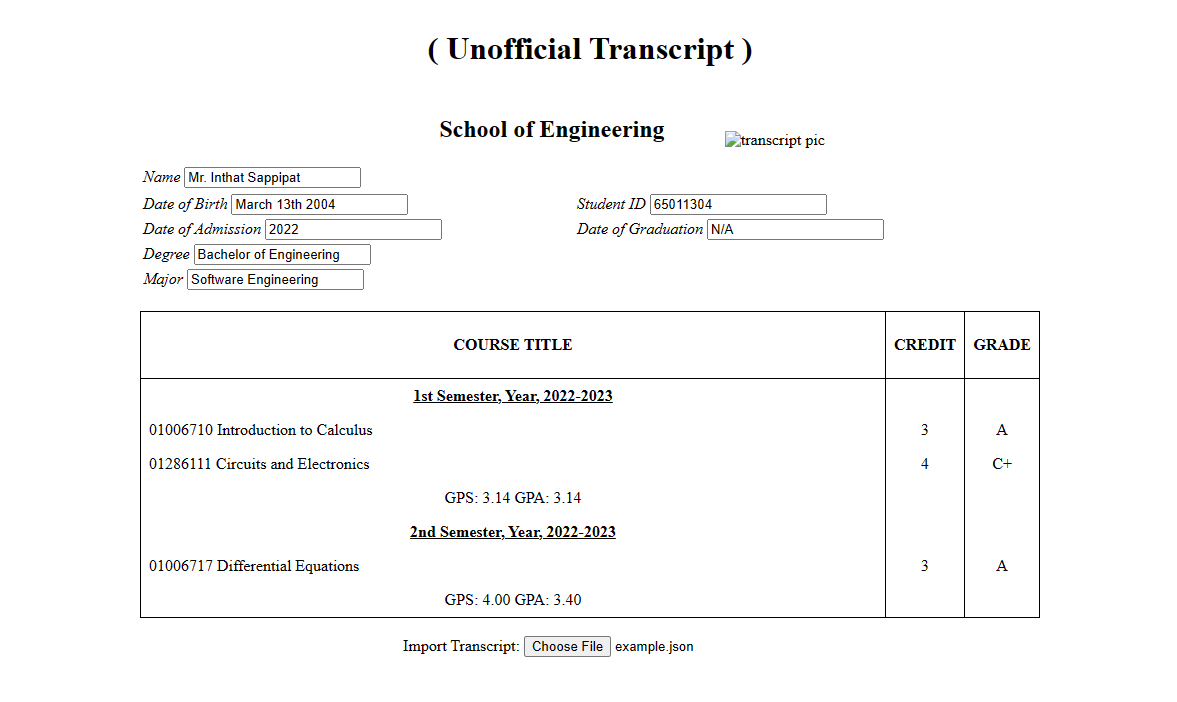 ( Unofficial Transcript )
School of Engineering
transcript pic
Name Mr. Inthat Sappipat
Date of Birth March 13th 2004 Student ID 65011304
Date of Admission 2022 Date of Graduation N/A
Degree Bachelor of Engineering
Major Software Engineering
COURSE TITLE CREDIT GRADE
1st Semester, Year, 2022-2023
01006710 Introduction to Calculus 3 A
01286111 Circuits and Electronics 4 C+
GPS: 3.14 GPA: 3.14
2nd Semester, Year, 2022-2023
01006717 Differential Equations 3 A
GPS: 4.00 GPA: 3.40
Import Transcript: Choose File example.json